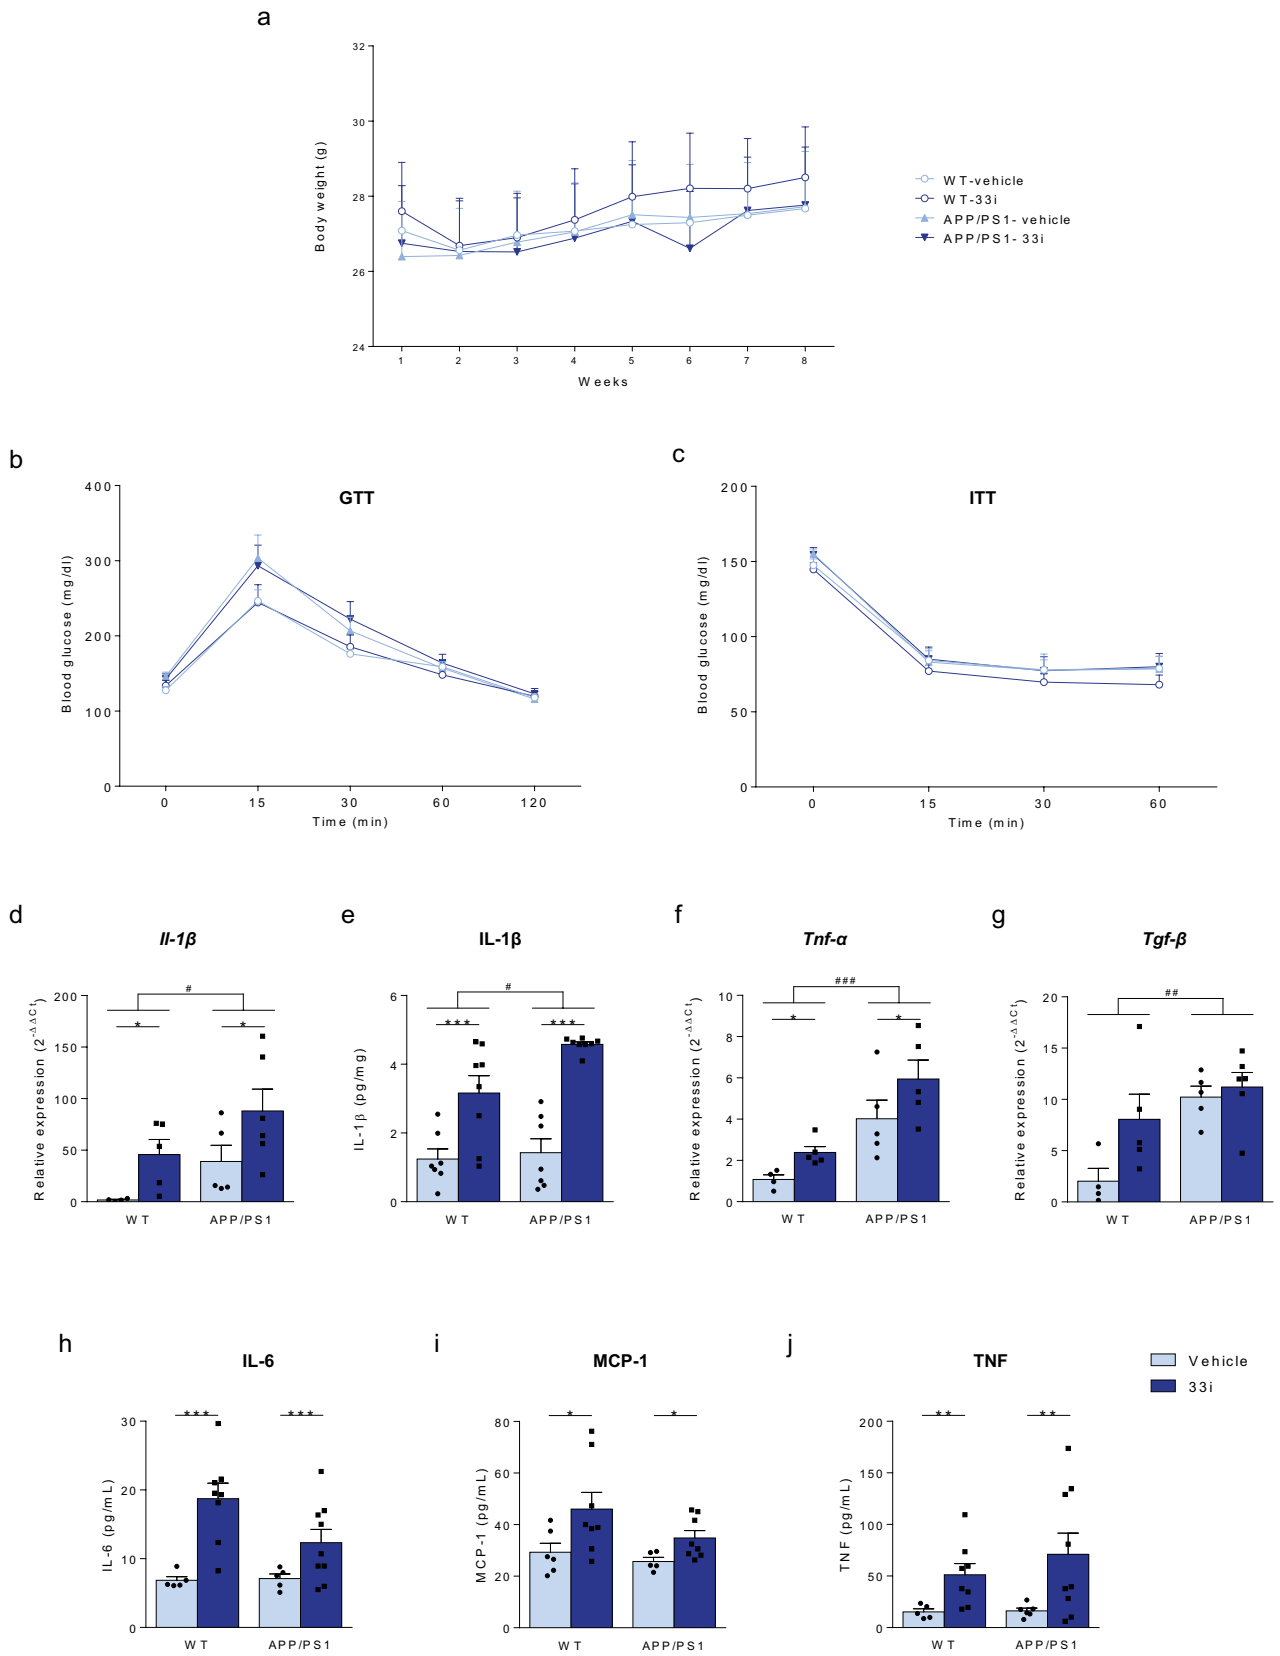 a
32
30
28
26
24
Body weight (g)
1 2 3 4 5 6 7 8
Weeks
WT-vehicle
WT-33i
APP/PS1- vehicle
APP/PS1- 33i
b
GTT
400
300
200
100
0
Blood glucose (mg/dl)
0 15 30 60 120
Time (min)
c
ITT
200
150
100
50
0
Blood glucose (mg/dl)
0 15 30 60
Time (min)
d
Il-1β
#
* *
200
150
100
50
0
Relative expression (2^-ΔΔCt)
WT APP/PS1
e
IL-1β
#
*** ***
6
4
2
0
IL-1β (pg/mg)
WT APP/PS1
f
Tnf-α
###
* *
10
8
6
4
2
0
Relative expression (2^-ΔΔCt)
WT APP/PS1
g
Tgf-β
##
20
15
10
5
0
Relative expression (2^-ΔΔCt)
WT APP/PS1
h
IL-6
*** ***
30
20
10
0
IL-6 (pg/mL)
WT APP/PS1
i
MCP-1
* *
80
60
40
20
0
MCP-1 (pg/mL)
WT APP/PS1
j
TNF
** **
200
150
100
50
0
TNF (pg/mL)
WT APP/PS1
Vehicle
33i